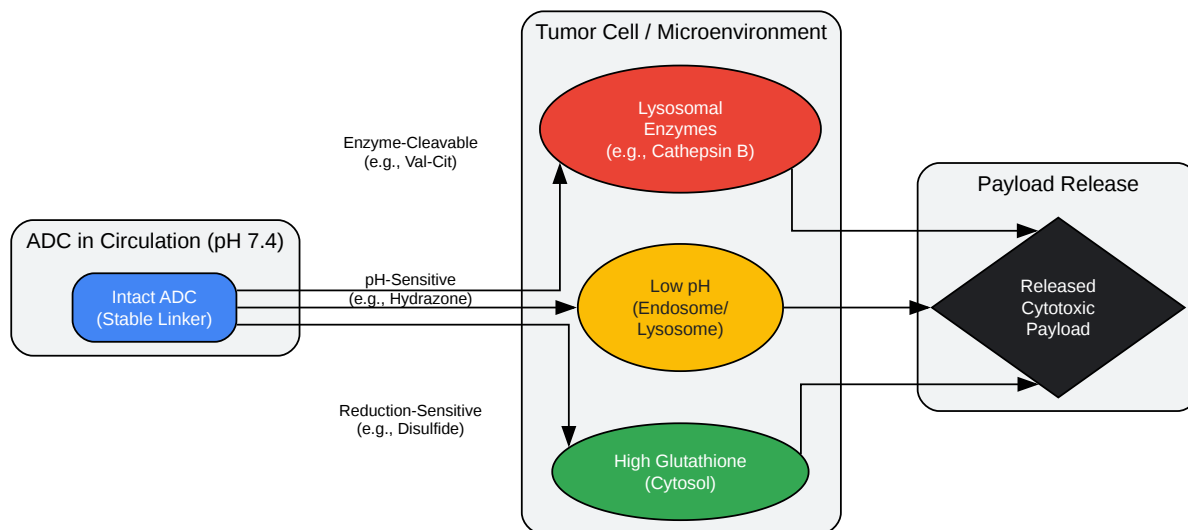 Tumor Cell / Microenvironment
Lysosomal
Enzymes
(e.g., Cathepsin B)
Enzyme-Cleavable
(e.g., Val-Cit)
Payload Release
ADC in Circulation (pH 7.4)
Intact ADC
(Stable Linker)
pH-Sensitive
(e.g., Hydrazone)
Low pH
(Endosome/
Lysosome)
Released
Cytotoxic
Payload
Reduction-Sensitive
(e.g., Disulfide)
High Glutathione
(Cytosol)